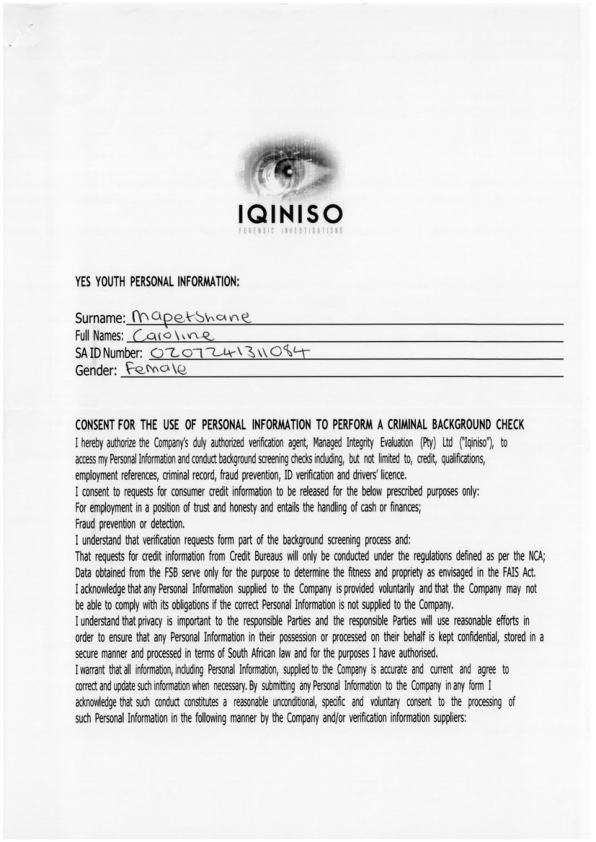 IQINISO
FORENSIC INVESTIGATIONS
YES YOUTH PERSONAL INFORMATION:
Surname: Mapetshane
Full Names: Caroline
SA ID Number: 0207241311084
Gender: Female
CONSENT FOR THE USE OF PERSONAL INFORMATION TO PERFORM A CRIMINAL BACKGROUND CHECK
I hereby authorize the Company's duly authorized verification agent, Managed Integrity Evaluation (Pty) Ltd ("Iqiniso"), to
access my Personal Information and conduct background screening checks including, but not limited to, credit, qualifications,
employment references, criminal record, fraud prevention, ID verification and drivers' licence.
I consent to requests for consumer credit information to be released for the below prescribed purposes only:
For employment in a position of trust and honesty and entails the handling of cash or finances;
Fraud prevention or detection.
I understand that verification requests form part of the background screening process and:
That requests for credit information from Credit Bureaus will only be conducted under the regulations defined as per the NCA;
Data obtained from the FSB serve only for the purpose to determine the fitness and propriety as envisaged in the FAIS Act.
I acknowledge that any Personal Information supplied to the Company is provided voluntarily and that the Company may not
be able to comply with its obligations if the correct Personal Information is not supplied to the Company.
I understand that privacy is important to the responsible Parties and the responsible Parties will use reasonable efforts in
order to ensure that any Personal Information in their possession or processed on their behalf is kept confidential, stored in a
secure manner and processed in terms of South African law and for the purposes I have authorised.
I warrant that all information, including Personal Information, supplied to the Company is accurate and current and agree to
correct and update such information when necessary. By submitting any Personal Information to the Company in any form I
acknowledge that such conduct constitutes a reasonable unconditional, specific and voluntary consent to the processing of
such Personal Information in the following manner by the Company and/or verification information suppliers: